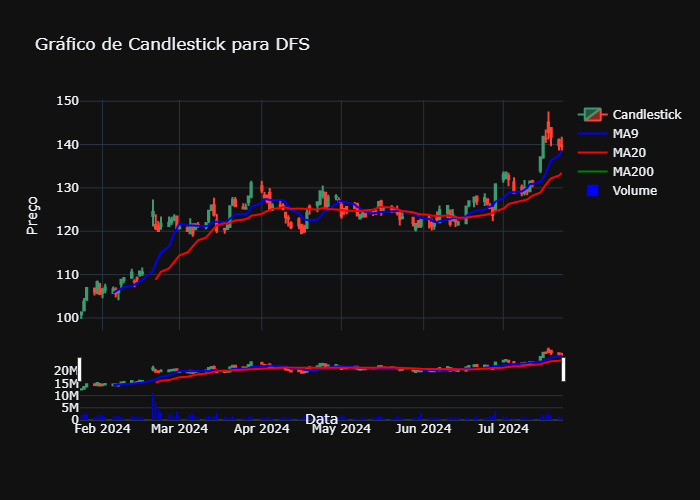 Gráfico de Candlestick para DFS
150
140
130
120
110
100
Preço
Candlestick
MA9
MA20
MA200
Volume
20M
15M
10M
5M
0
Data
Feb 2024
Mar 2024
Apr 2024
May 2024
Jun 2024
Jul 2024